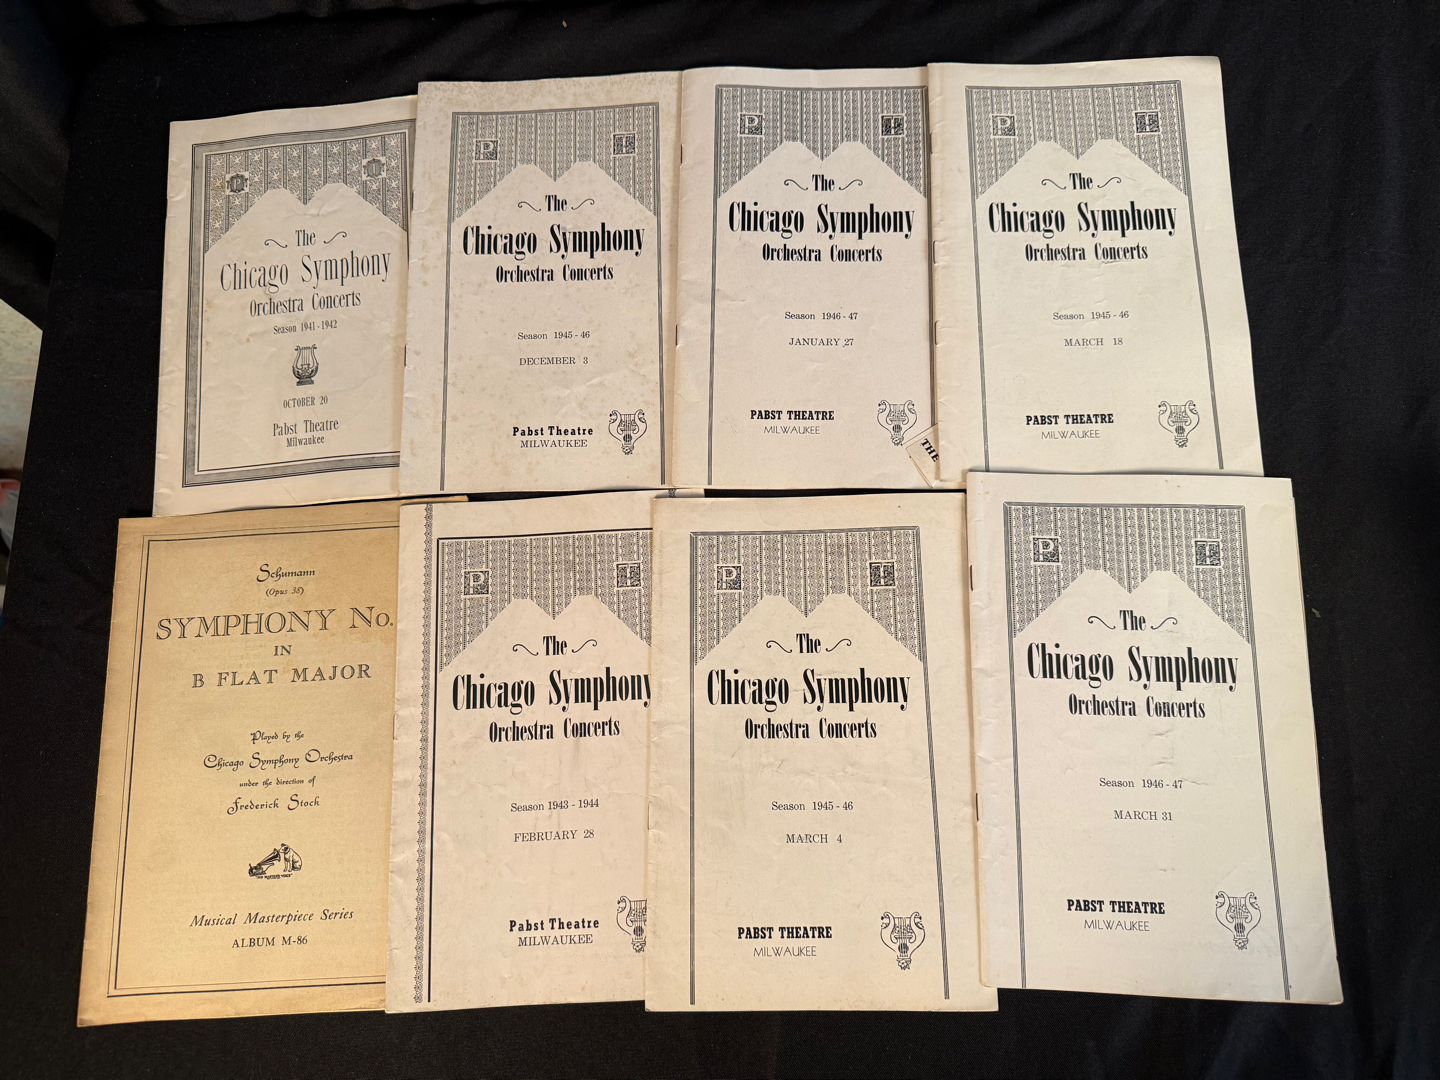 The
Chicago Symphony
Orchestra Concerts
Season 1941-1942
OCTOBER 20
Pabst Theatre
Milwaukee
P T
The
Chicago Symphony
Orchestra Concerts
Season 1945-46
DECEMBER 3
Pabst Theatre
MILWAUKEE
P T
The
Chicago Symphony
Orchestra Concerts
Season 1946-47
JANUARY 27
PABST THEATRE
MILWAUKEE
THE
P T
The
Chicago Symphony
Orchestra Concerts
Season 1945-46
MARCH 18
PABST THEATRE
MILWAUKEE
Schumann
(Opus 38)
SYMPHONY No.
IN
B FLAT MAJOR
Played by the
Chicago Symphony Orchestra
under the direction of
Frederick Stock
"HIS MASTER'S VOICE"
Musical Masterpiece Series
ALBUM M-86
P T
The
Chicago Symphony
Orchestra Concerts
Season 1943-1944
FEBRUARY 28
Pabst Theatre
MILWAUKEE
P T
The
Chicago Symphony
Orchestra Concerts
Season 1945-46
MARCH 4
PABST THEATRE
MILWAUKEE
P T
The
Chicago Symphony
Orchestra Concerts
Season 1946-47
MARCH 31
PABST THEATRE
MILWAUKEE